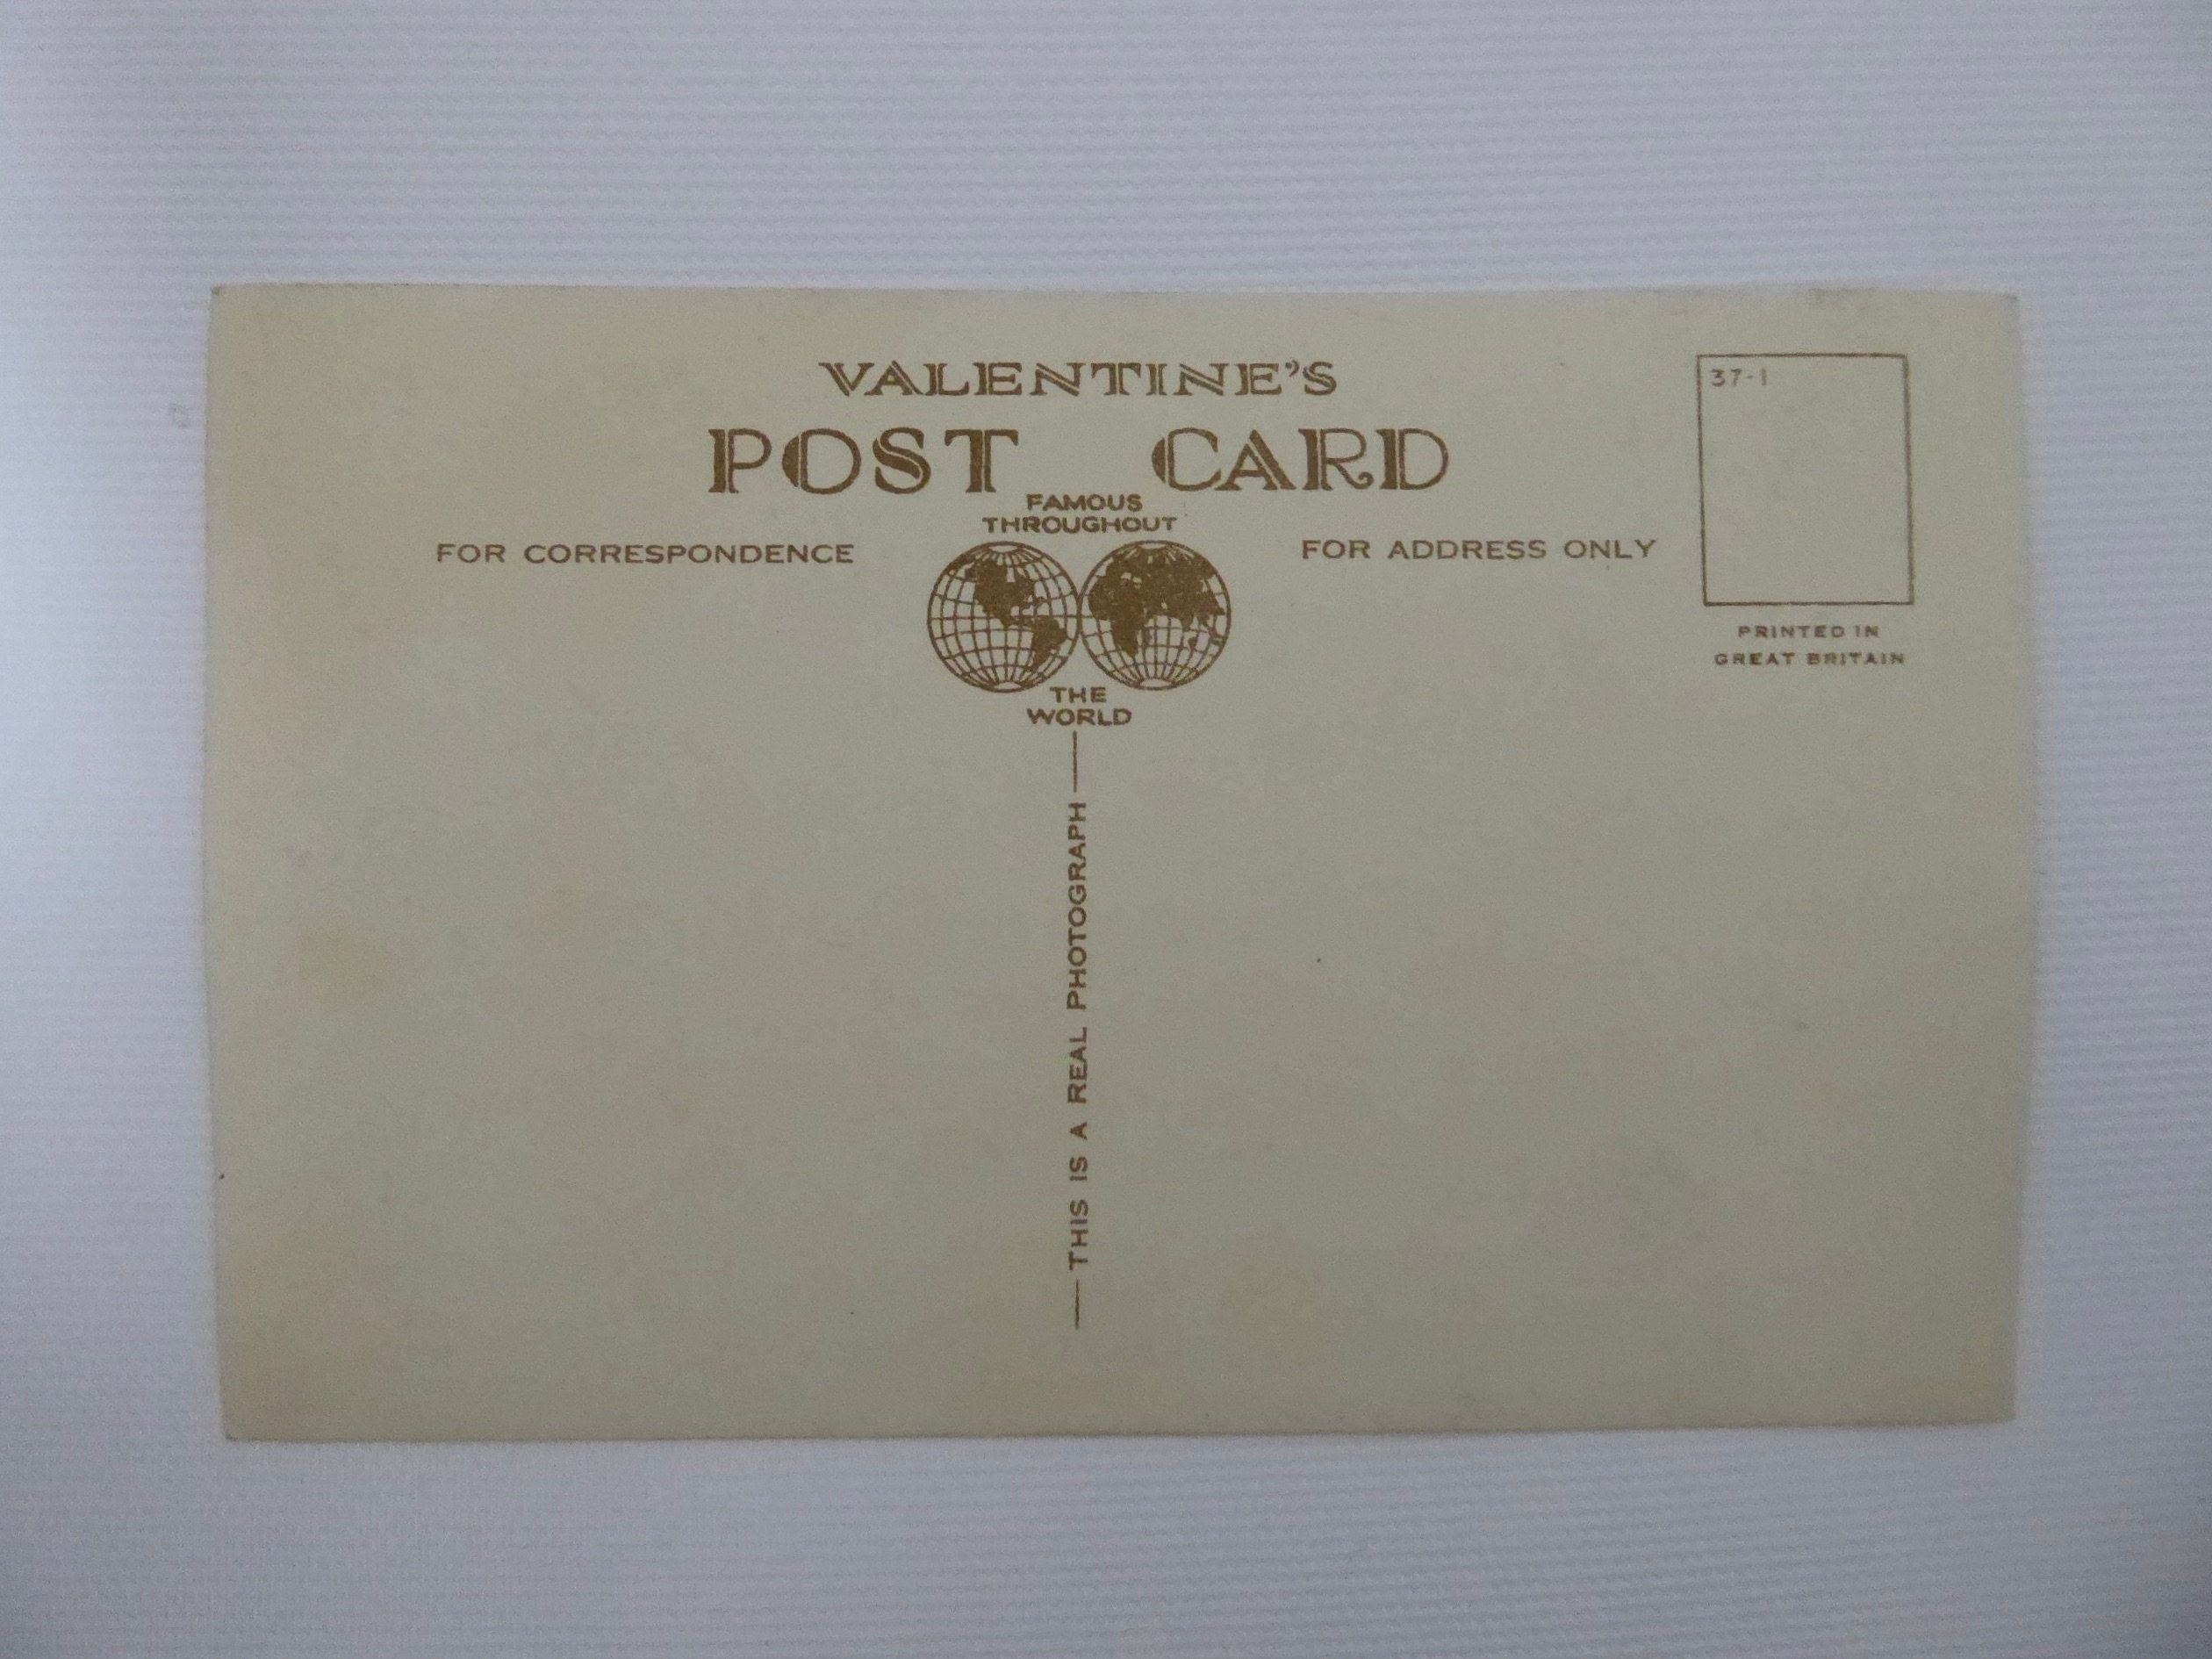 VALENTINE'S
POST CARD
37-1
FAMOUS
THROUGHOUT
FOR CORRESPONDENCE
FOR ADDRESS ONLY
PRINTED IN
GREAT BRITAIN
THE
WORLD
THIS IS A REAL PHOTOGRAPH